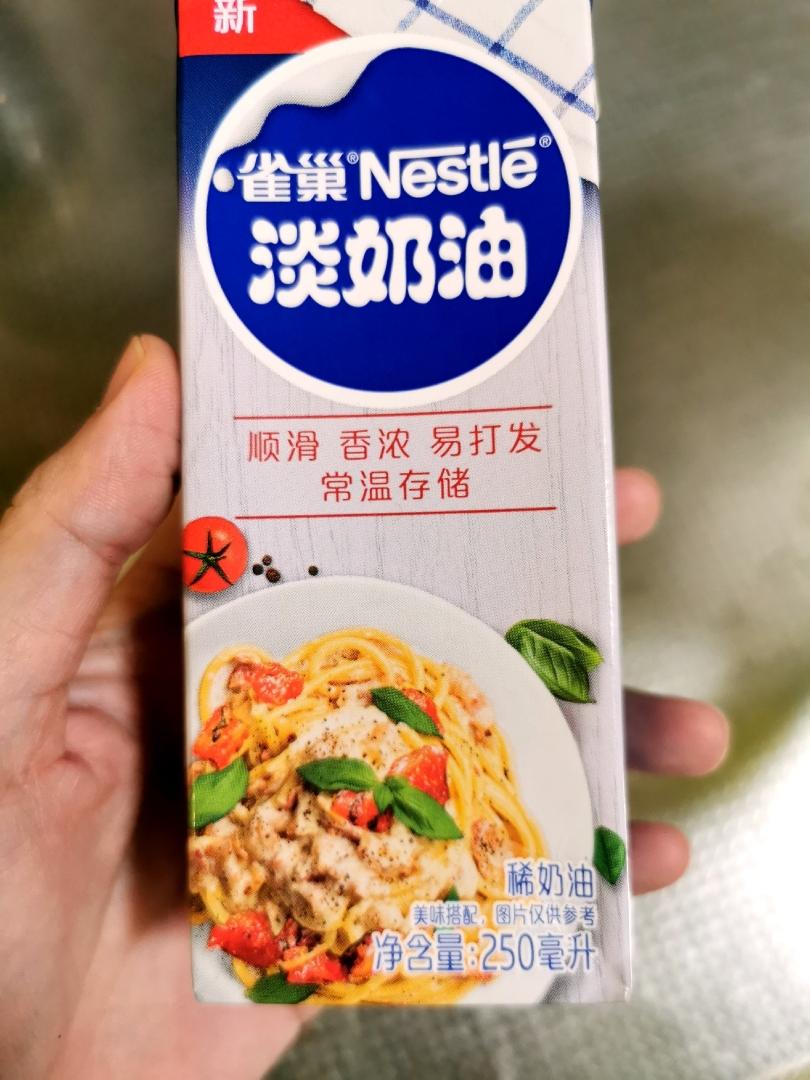 新
雀巢®Nestlé®
淡奶油
顺滑 香浓 易打发
常温存储
稀奶油
美味搭配，图片仅供参考
净含量:250毫升